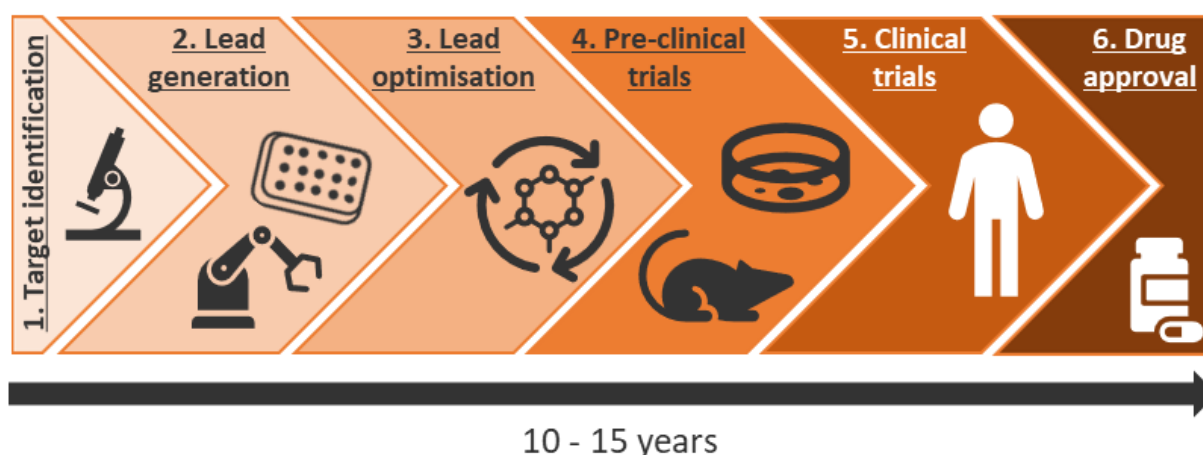 1. Target identification
2. Lead
generation
3. Lead
optimisation
4. Pre-clinical
trials
5. Clinical
trials
6. Drug
approval
10 - 15 years